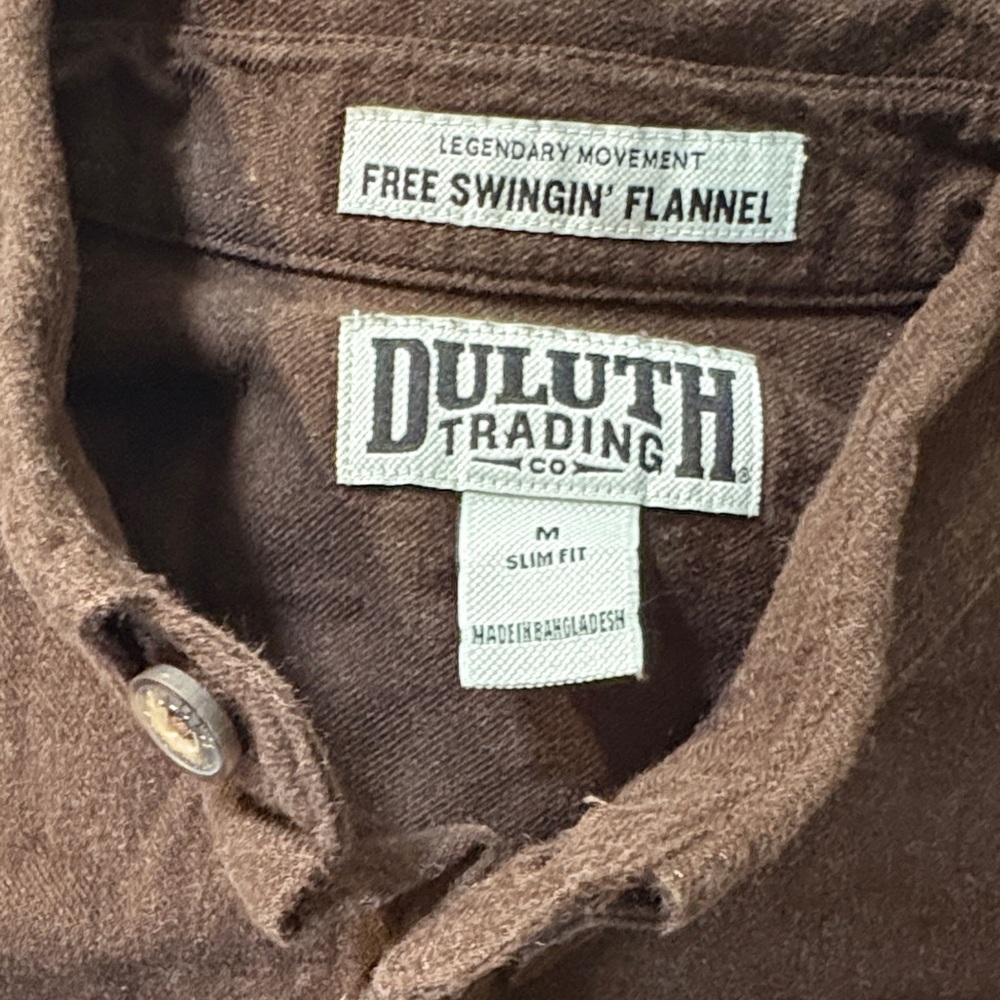 LEGENDARY MOVEMENT
FREE SWINGIN' FLANNEL
DULUTH
TRADING
CO
M
SLIM FIT
MADE IN BANGLADESH